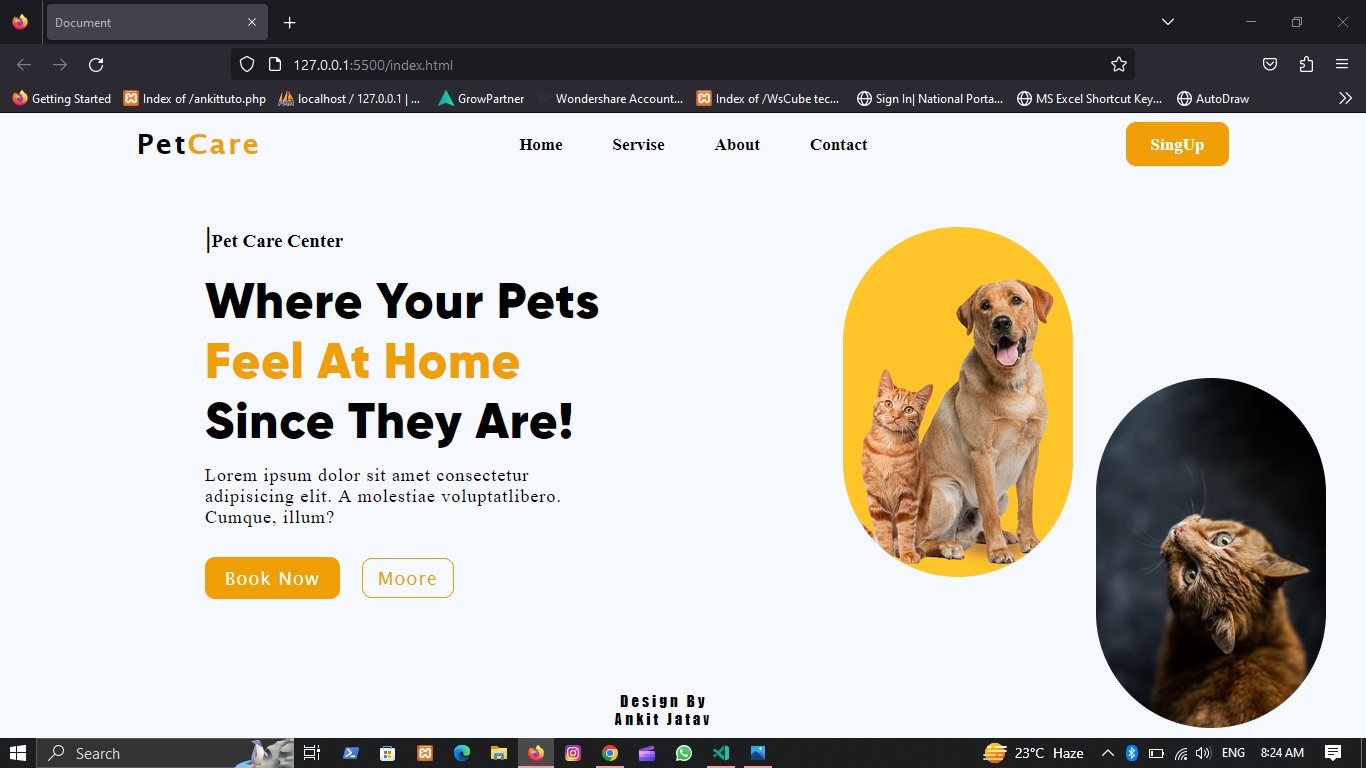 Document
127.0.0.1:5500/index.html
Getting Started
Index of /ankittuto.php
localhost / 127.0.0.1 | ...
GrowPartner
Wondershare Account...
Index of /WsCube tec...
Sign In| National Porta...
MS Excel Shortcut Key...
AutoDraw
PetCare
Home
Servise
About
Contact
SingUp
|Pet Care Center
Where Your Pets
Feel At Home
Since They Are!
Lorem ipsum dolor sit amet consectetur
adipisicing elit. A molestiae voluptatlibero.
Cumque, illum?
Book Now
Moore
Design By
Ankit Jatav
Search
23°C Haze
ENG
8:24 AM